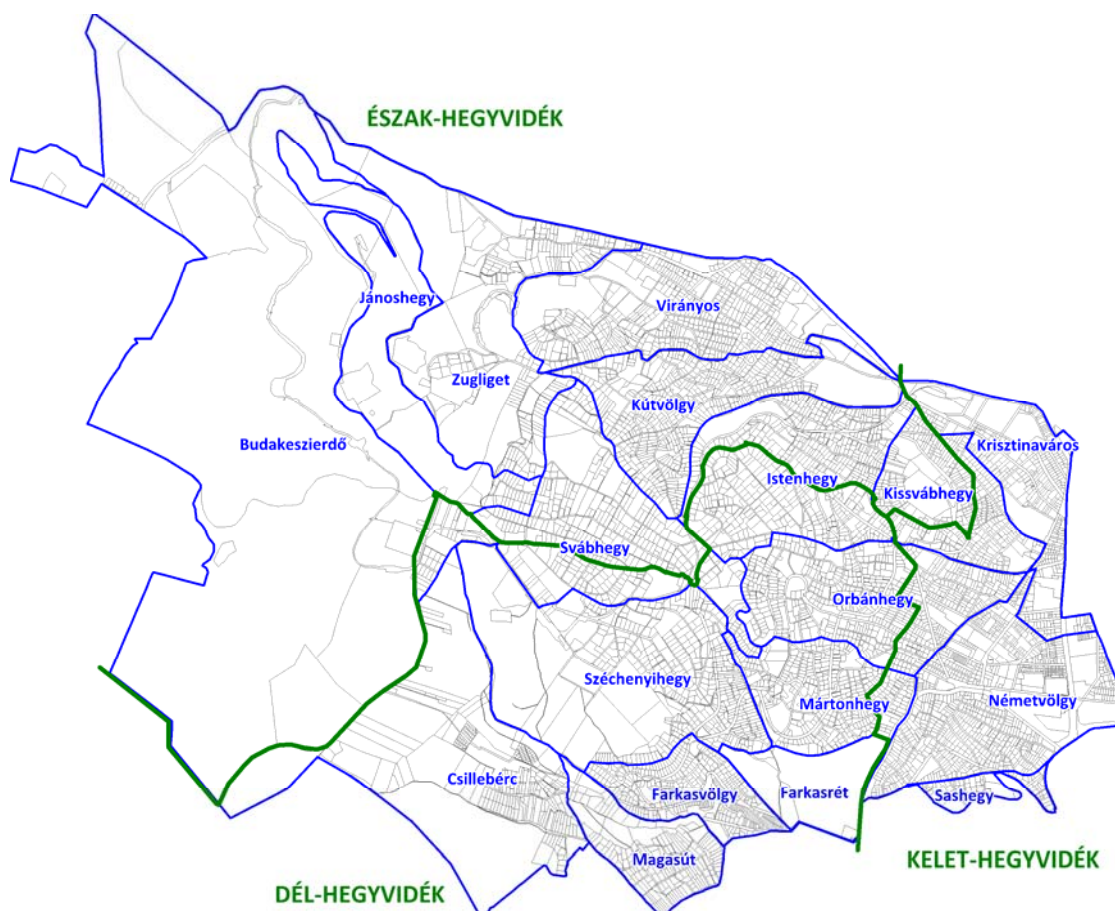 ÉSZAK-HEGYVIDÉK
Jánoshegy
Virányos
Zugliget
Kútvölgy
Budakeszierdő
Krisztinaváros
Istenhegy
Kissvábhegy
Svábhegy
Orbánhegy
Széchenyihegy
Mártonhegy
Németvölgy
Csillebérc
Farkasvölgy
Farkasrét
Sashegy
Magasút
KELET-HEGYVIDÉK
DÉL-HEGYVIDÉK